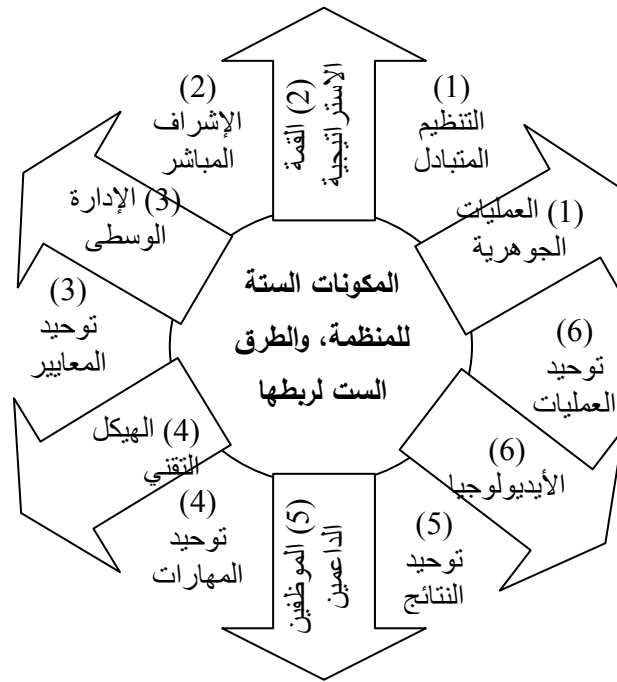 المكونات الستة
للمنظمة، والطرق
الست لربطها
(1)
التنظيم
المتبادل
(1) العمليات
الجوهرية
(2)
الإشراف
المباشر
(2) القمة
الاستراتيجية
(3) الإدارة
الوسطى
(3)
توحيد
المعايير
(4) الهيكل
التقني
(4)
توحيد
المهارات
(5) الموظفين
الداعمين
(5)
توحيد
النتائج
(6)
الأيديولوجيا
(6)
توحيد
العمليات